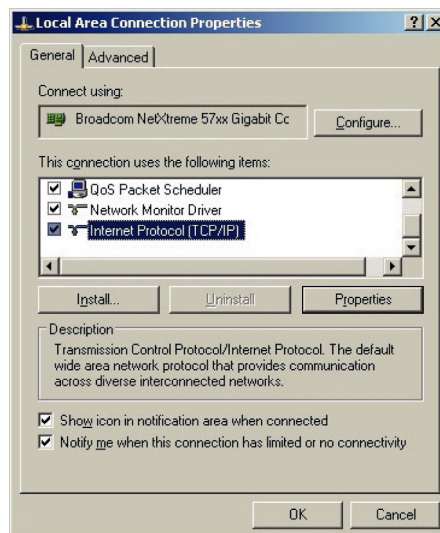 Local Area Connection Properties
General
Advanced
Connect using:
Broadcom NetXtreme 57xx Gigabit Cc
Configure...
This connection uses the following items:
QoS Packet Scheduler
Network Monitor Driver
Internet Protocol (TCP/IP)
Install...
Uninstall
Properties
Description
Transmission Control Protocol/Internet Protocol. The default
wide area network protocol that provides communication
across diverse interconnected networks.
Show icon in notification area when connected
Notify me when this connection has limited or no connectivity
OK
Cancel